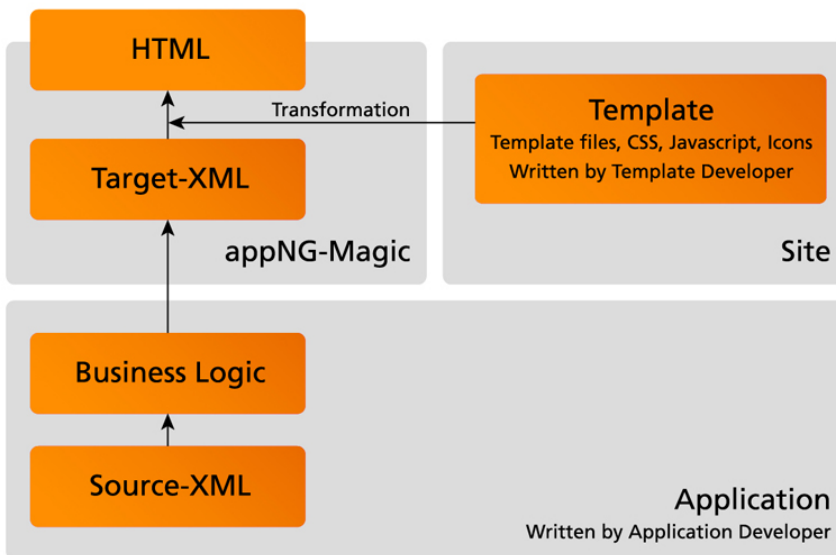 HTML
Transformation
Template
Template files, CSS, Javascript, Icons
Written by Template Developer
Target-XML
appNG-Magic
Site
Business Logic
Source-XML
Application
Written by Application Developer